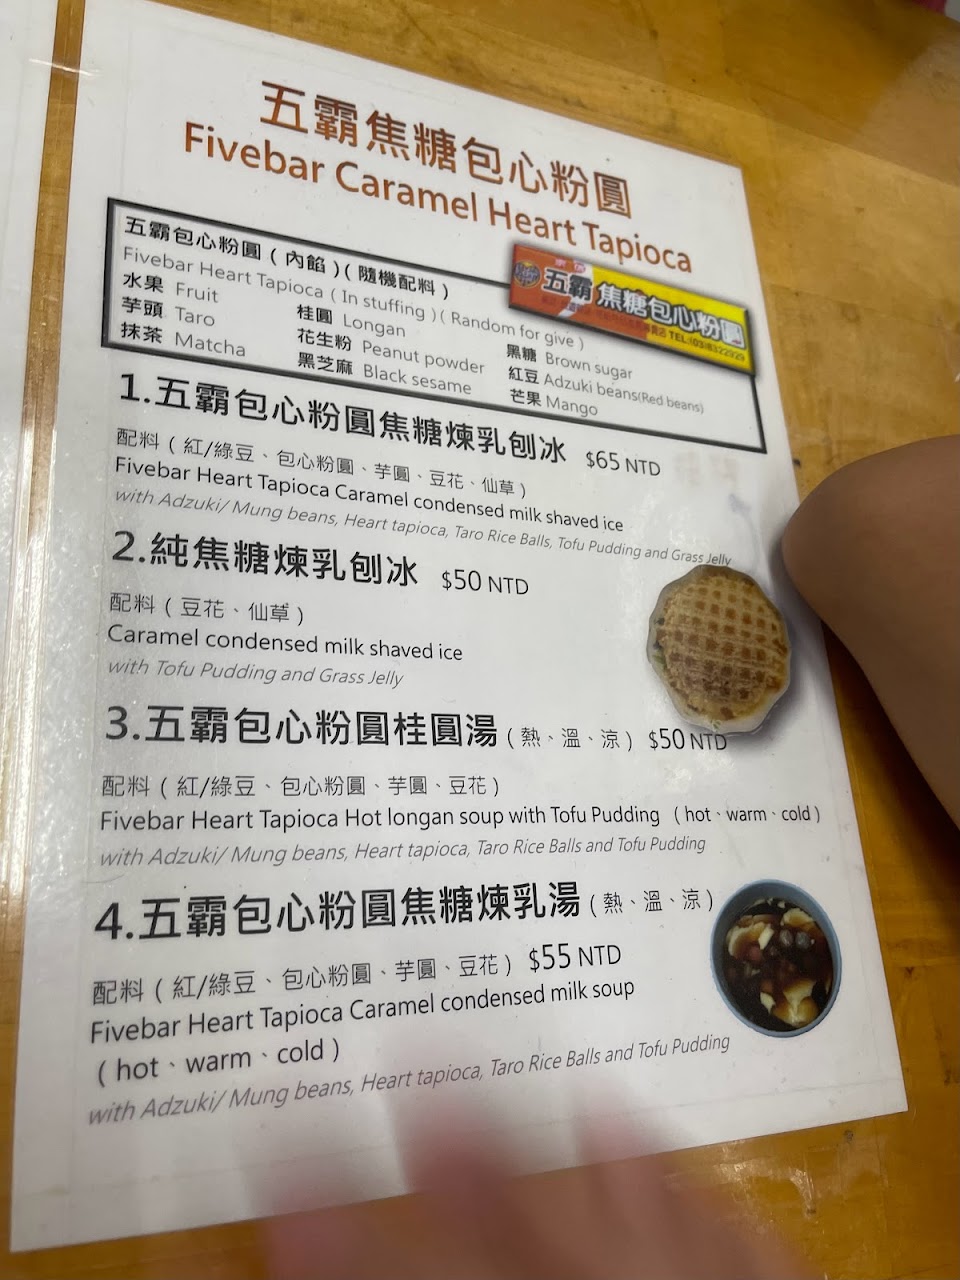 五霸焦糖包心粉圓
Fivebar Caramel Heart Tapioca
五霸包心粉圓(內餡)(隨機配料)
Fivebar Heart Tapioca ( In stuffing ) ( Random for give )
水果 Fruit
芋頭 Taro
抹茶 Matcha
桂圓 Longan
花生粉 Peanut powder
黑芝麻 Black sesame
黑糖 Brown sugar
紅豆 Adzuki beans(Red beans)
芒果 Mango
五霸 焦糖包心粉圓
TEL:(03)8322929
1.五霸包心粉圓焦糖煉乳刨冰 $65 NTD
配料(紅/綠豆、包心粉圓、芋圓、豆花、仙草)
Fivebar Heart Tapioca Caramel condensed milk shaved ice
with Adzuki/ Mung beans, Heart tapioca, Taro Rice Balls, Tofu Pudding and Grass Jelly
2.純焦糖煉乳刨冰 $50 NTD
配料(豆花、仙草)
Caramel condensed milk shaved ice
with Tofu Pudding and Grass Jelly
3.五霸包心粉圓桂圓湯(熱、溫、涼) $50 NTD
配料(紅/綠豆、包心粉圓、芋圓、豆花)
Fivebar Heart Tapioca Hot longan soup with Tofu Pudding (hot、warm、cold)
with Adzuki/ Mung beans, Heart tapioca, Taro Rice Balls and Tofu Pudding
4.五霸包心粉圓焦糖煉乳湯(熱、溫、涼)
配料(紅/綠豆、包心粉圓、芋圓、豆花) $55 NTD
Fivebar Heart Tapioca Caramel condensed milk soup
(hot、warm、cold)
with Adzuki/ Mung beans, Heart tapioca, Taro Rice Balls and Tofu Pudding